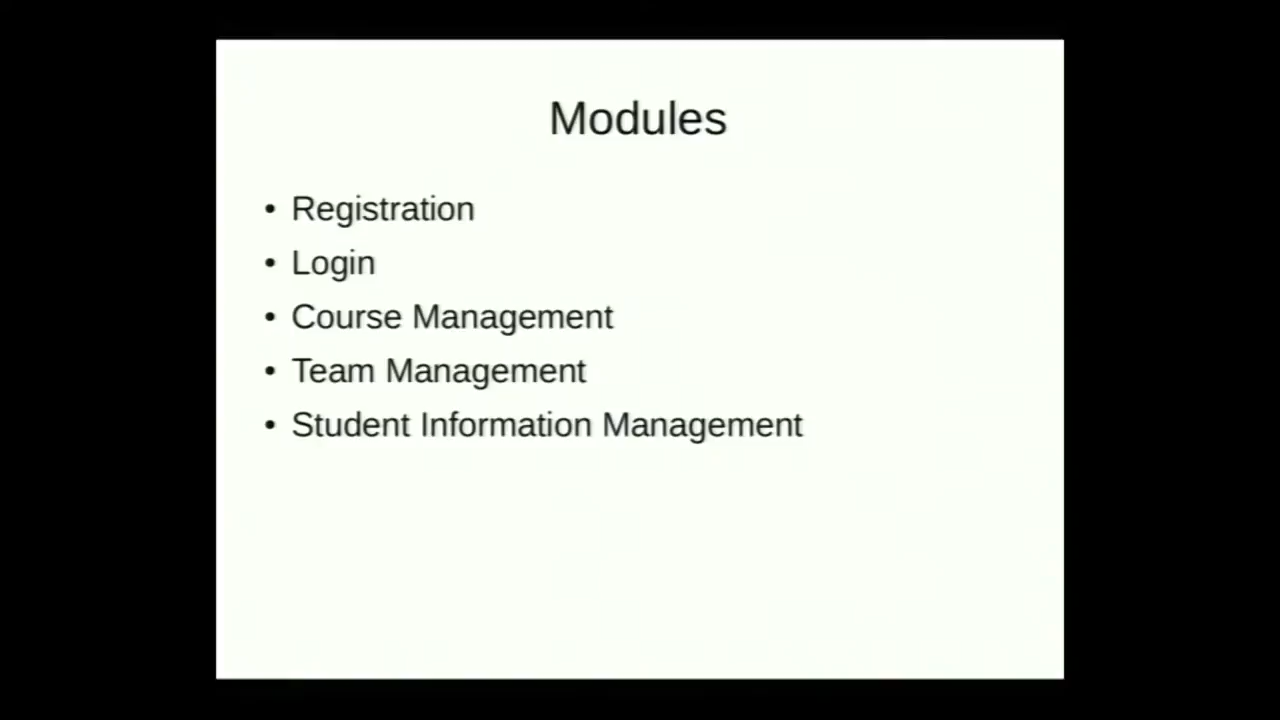 Modules
• Registration
• Login
• Course Management
• Team Management
• Student Information Management